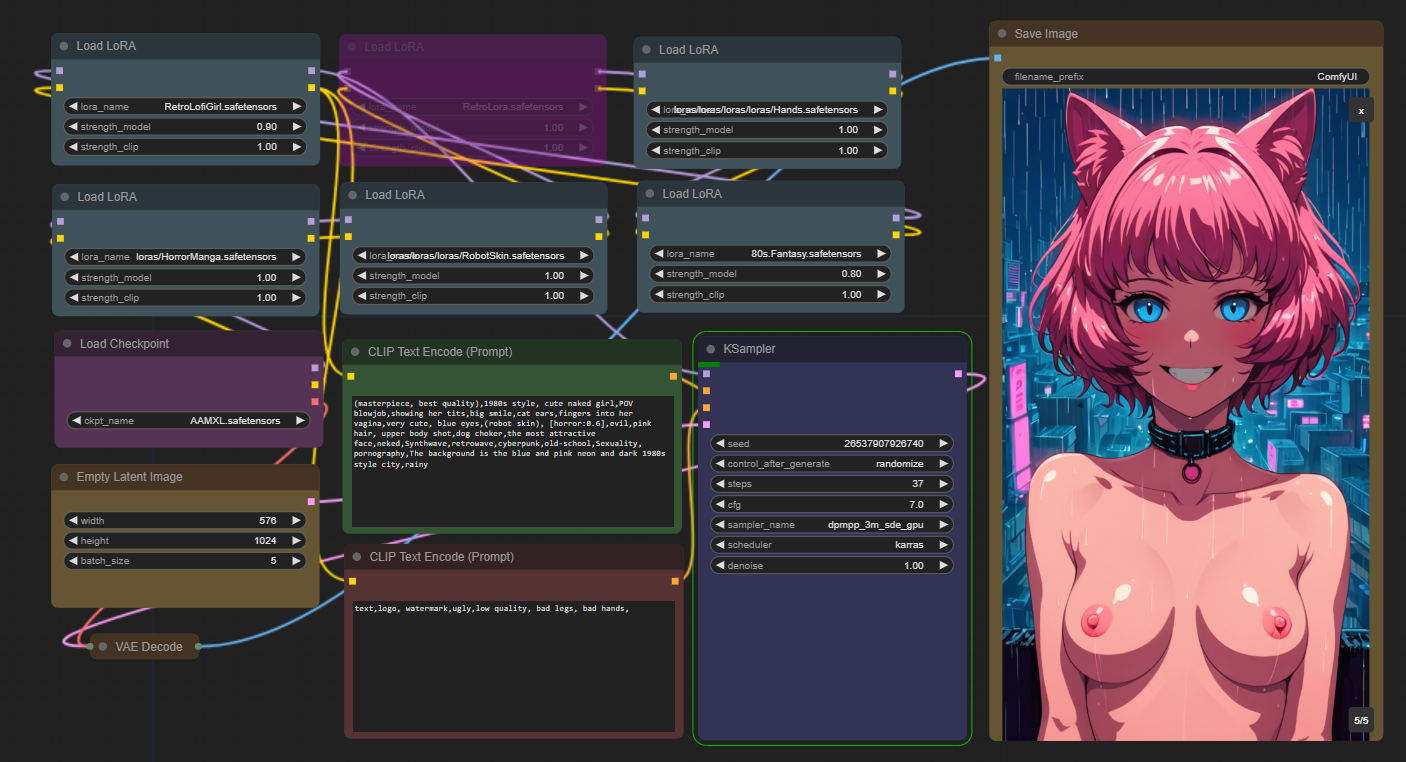 Load LoRA
lora_name RetroLofiGirl.safetensors
strength_model 0.90
strength_clip 1.00
Load LoRA
lora_name RetroLora.safetensors
1.00
strength_clip 1.00
Load LoRA
loras/loras/Hands.safetensors
strength_model 1.00
strength_clip 1.00
Load LoRA
loras/HorrorManga.safetensors
strength_model 1.00
strength_clip 1.00
Load LoRA
loras/loras/RobotSkin.safetensors
strength_model 1.00
strength_clip 1.00
Load LoRA
lora_name 80s.Fantasy.safetensors
strength_model 0.80
strength_clip 1.00
Load Checkpoint
ckpt_name AAMXL.safetensors
Empty Latent Image
width 576
height 1024
batch_size 5
VAE Decode
CLIP Text Encode (Prompt)
(masterpiece, best quality),1980s style, cute naked girl,POV
blowjob,showing her tits,big smile,cat ears,fingers into her
vagina,very cute, blue eyes,(robot skin), [horror:0.6],evil,pink
hair, upper body shot,dog choker,the most attractive
face,neked,Synthwave,retrowave,cyberpunk,old-school,Sexuality,
pornography,The background is the blue and pink neon and dark 1980s
style city,rainy
CLIP Text Encode (Prompt)
text,logo, watermark,ugly,low quality, bad legs, bad hands,
KSampler
seed 26537907926740
control_after_generate randomize
steps 37
cfg 7.0
sampler_name dpmpp_3m_sde_gpu
scheduler karras
denoise 1.00
Save Image
filename_prefix ComfyUI
x
5/5